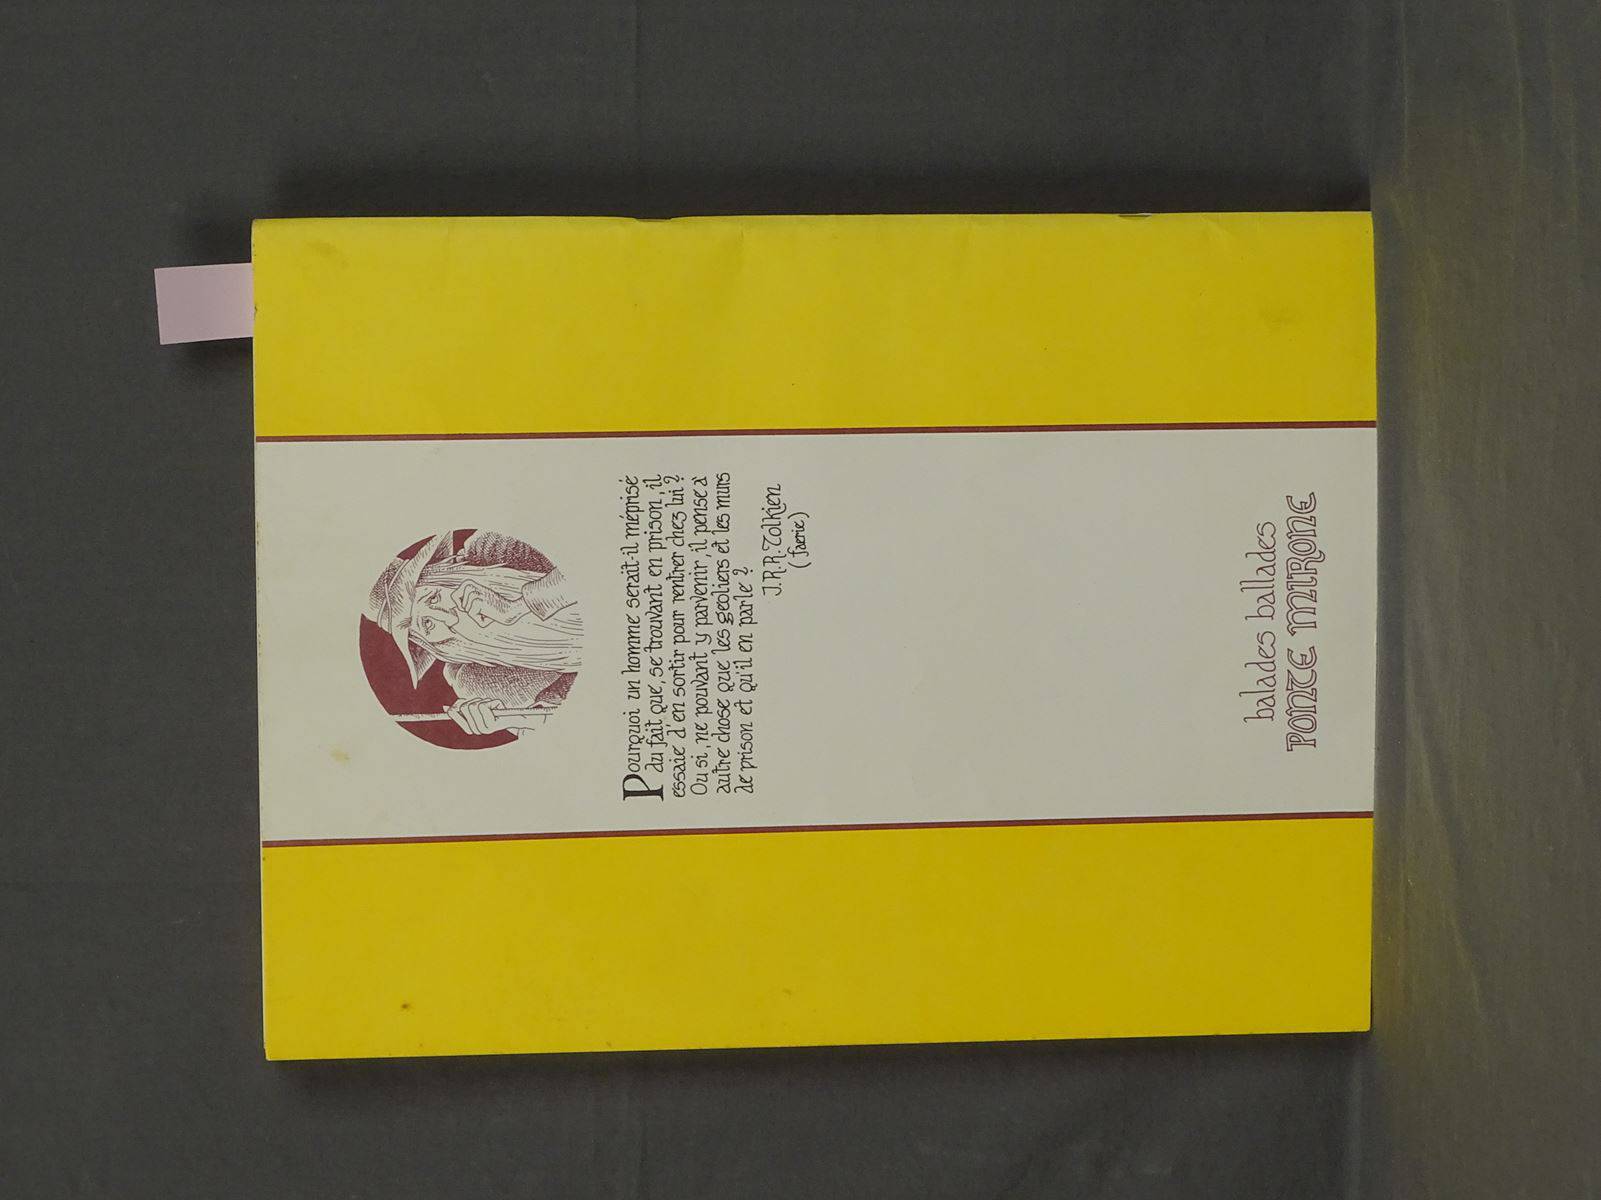 Pourquoi un homme serait-il méprisé
du fait que, se trouvant en prison, il
essaie d'en sortir pour rentrer chez lui ?
Ou si, ne pouvant y parvenir, il pense à
autre chose que les geoliers et les murs
de prison et qu'il en parle ?
J.R.R. Tolkien
(faerie)
balades ballades
PONTE MIRONE